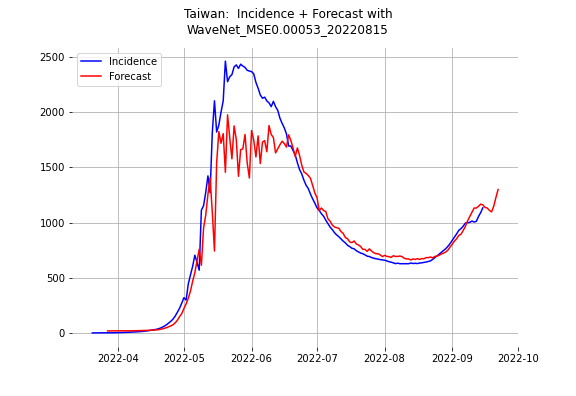 Taiwan:  Incidence + Forecast with
WaveNet_MSE0.00053_20220815
Incidence
Forecast
2500
2000
1500
1000
500
0
2022-04 2022-05 2022-06 2022-07 2022-08 2022-09 2022-10